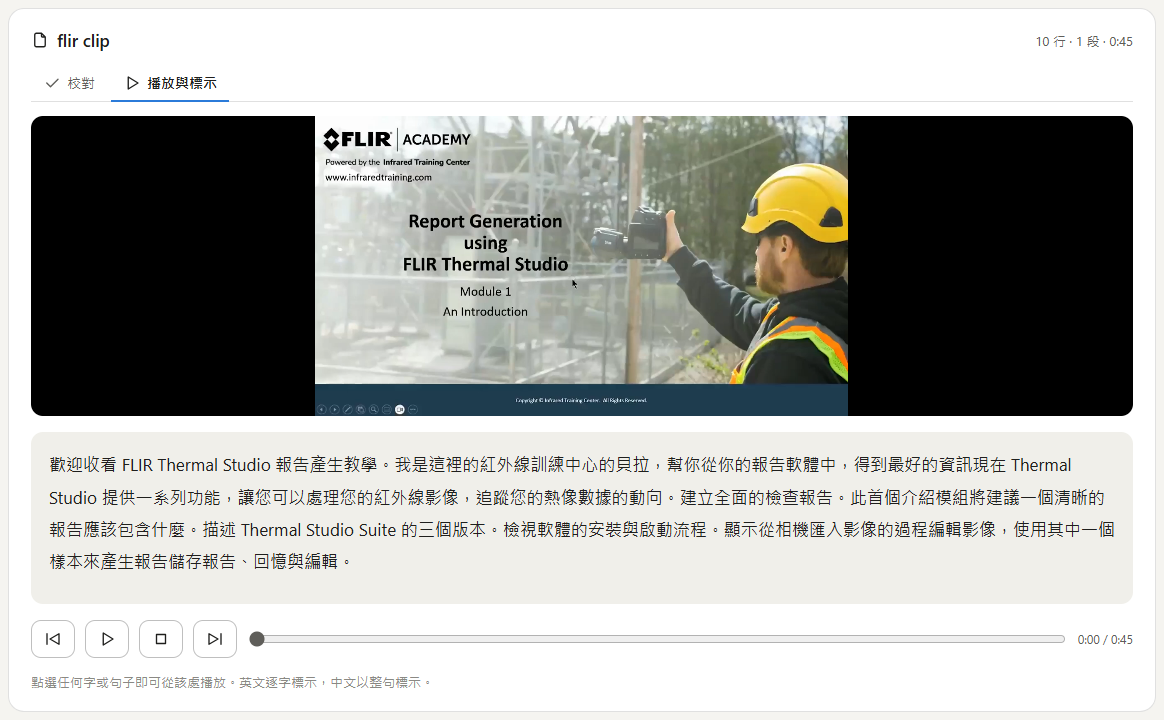 flir clip
10 行 · 1 段 · 0:45
校對
播放與標示
FLIR ACADEMY
Powered by the Infrared Training Center
www.infraredtraining.com
Report Generation
using
FLIR Thermal Studio
Module 1
An Introduction
Copyright © Infrared Training Center. All Rights Reserved.
歡迎收看 FLIR Thermal Studio 報告產生教學。我是這裡的紅外線訓練中心的貝拉，幫你從你的報告軟體中，得到最好的資訊現在 Thermal
Studio 提供一系列功能，讓您可以處理您的紅外線影像，追蹤您的熱像數據的動向。建立全面的檢查報告。此首個介紹模組將建議一個清晰的
報告應該包含什麼。描述 Thermal Studio Suite 的三個版本。檢視軟體的安裝與啟動流程。顯示從相機匯入影像的過程編輯影像，使用其中一個
樣本來產生報告儲存報告、回憶與編輯。
0:00 / 0:45
點選任何字或句子即可從該處播放。英文逐字標示，中文以整句標示。